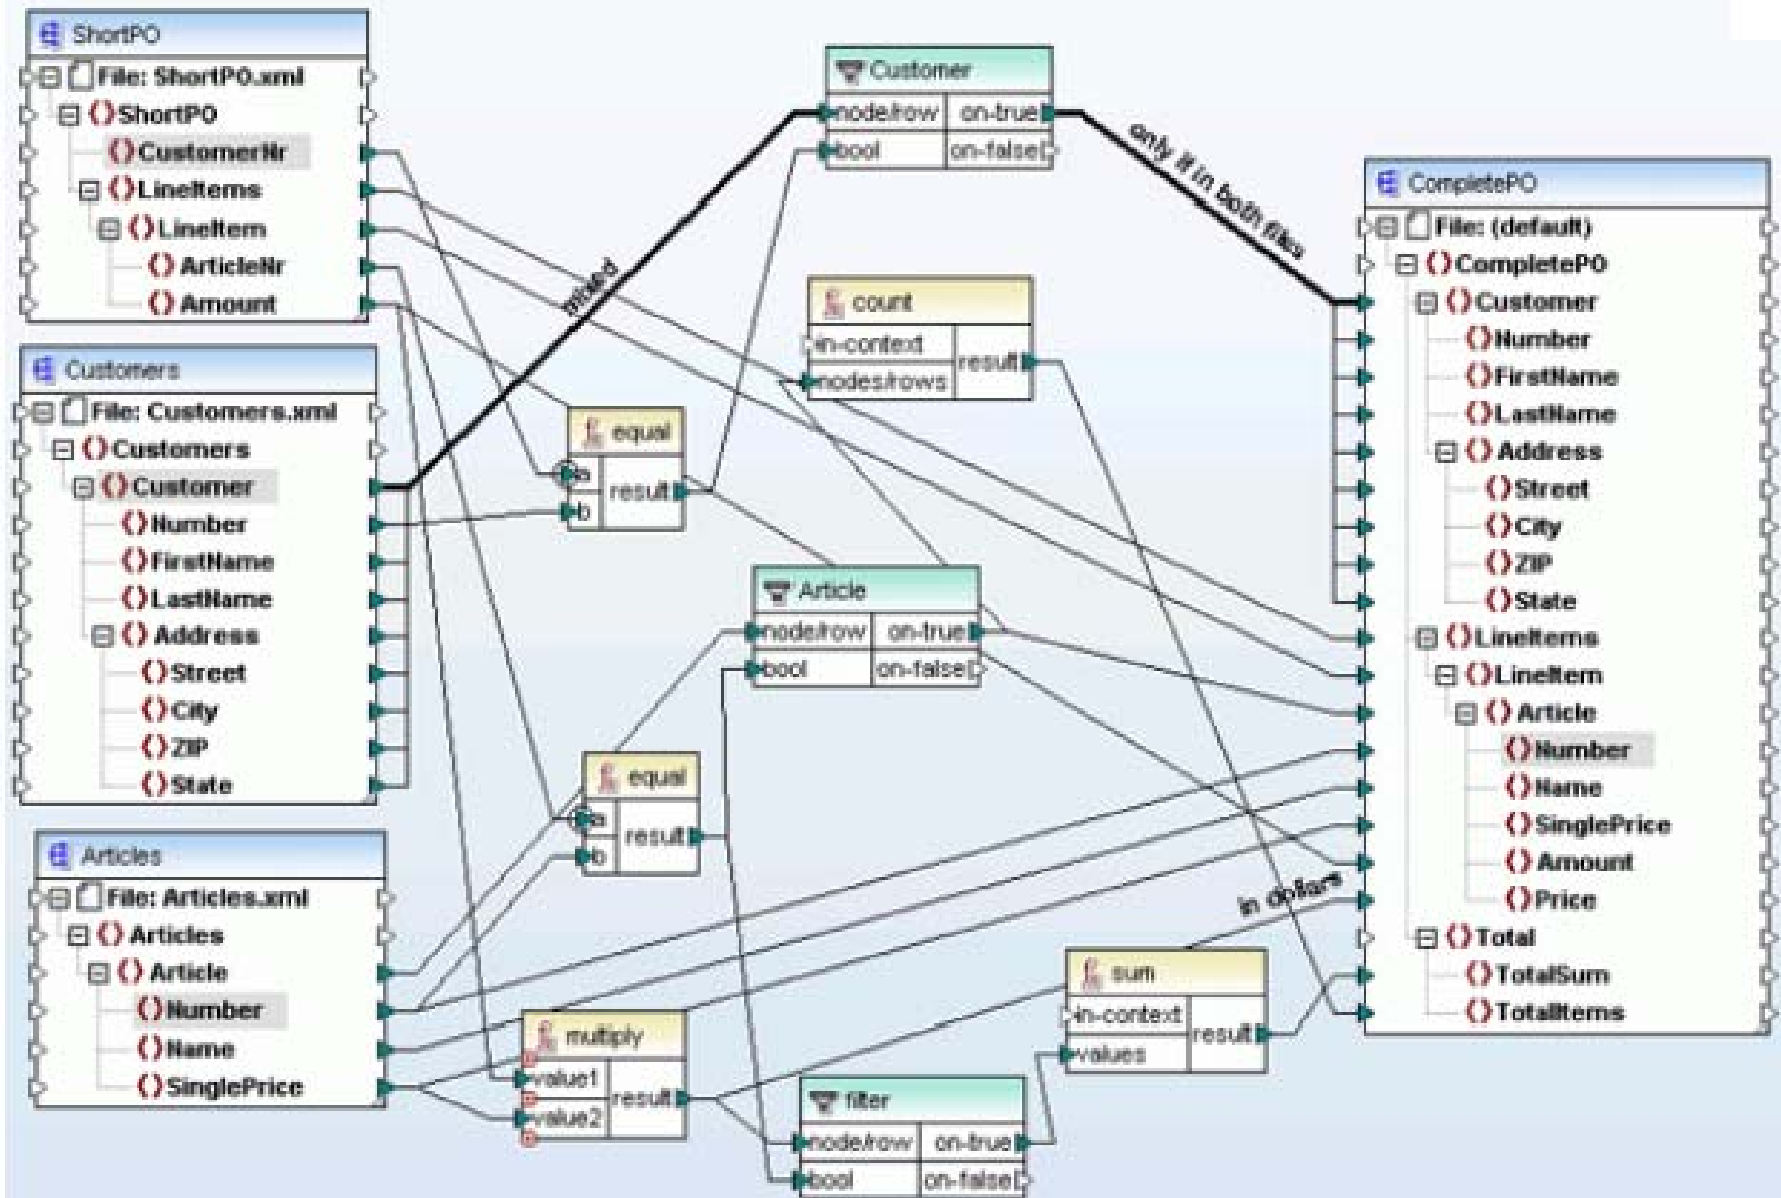 ShortPO
File: ShortPO.xml
ShortPO
CustomerNr
LineItems
LineItem
ArticleNr
Amount
Customers
File: Customers.xml
Customers
Customer
Number
FirstName
LastName
Address
Street
City
ZIP
State
Articles
File: Articles.xml
Articles
Article
Number
Name
SinglePrice
Customer
node/row on-true
bool on-false
mixed
only if in both files
count
in-context
nodes/rows
result
equal
a
b
result
Article
node/row on-true
bool on-false
equal
a
b
result
multiply
value1
value2
result
filter
node/row on-true
bool on-false
sum
in-context
values
result
in dollars
CompletePO
File: (default)
CompletePO
Customer
Number
FirstName
LastName
Address
Street
City
ZIP
State
LineItems
LineItem
Article
Number
Name
SinglePrice
Amount
Price
Total
TotalSum
TotalItems